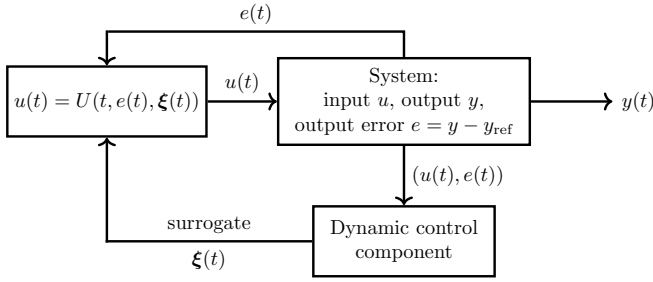 e(t)
System:
input u, output y,
output error e = y − y_ref
u(t) = U(t, e(t), ξ(t))
u(t)
y(t)
(u(t), e(t))
surrogate
ξ(t)
Dynamic control
component